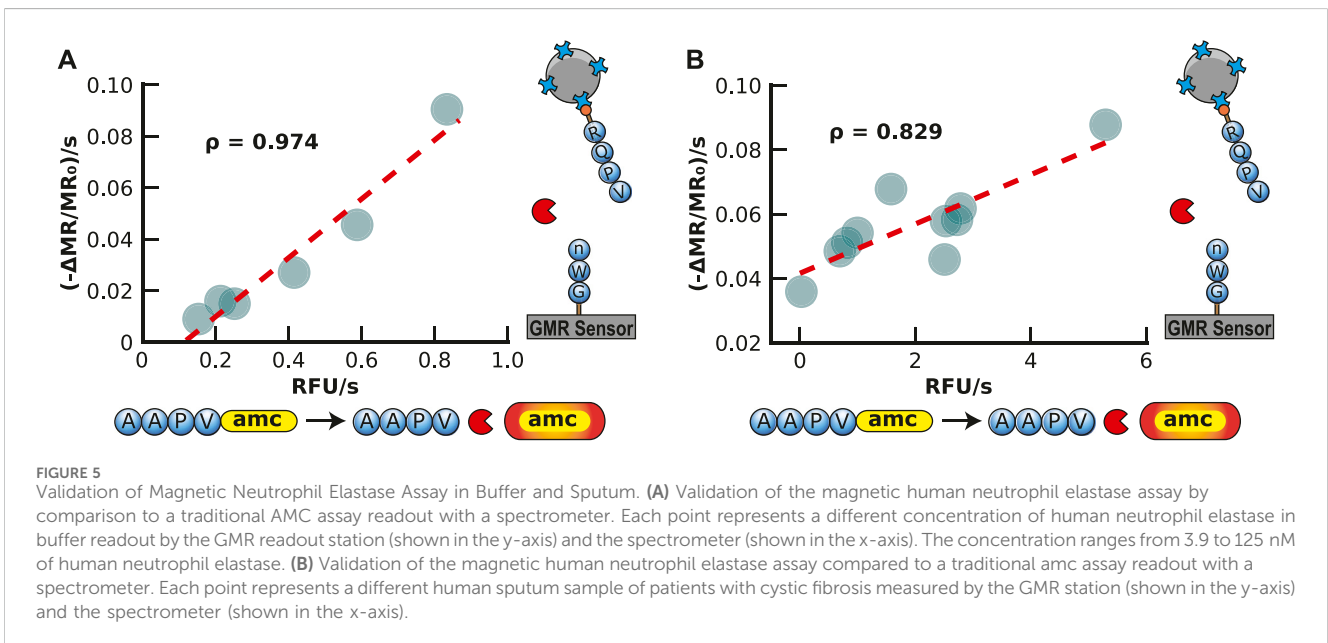 A
B
0.10
0.08
0.06
0.04
0.02
0
(-ΔMR/MR₀)/s
ρ = 0.974
0
0.2
0.4
0.6
0.8
1.0
RFU/s
R
Q
P
V
n
W
G
GMR Sensor
A A P V amc
A A P V
amc
0.10
0.08
0.06
0.04
0.02
(-ΔMR/MR₀)/s
ρ = 0.829
0
2
4
6
RFU/s
R
Q
P
V
n
W
G
GMR Sensor
A A P V amc
A A P V
amc
FIGURE 5
Validation of Magnetic Neutrophil Elastase Assay in Buffer and Sputum. (A) Validation of the magnetic human neutrophil elastase assay by
comparison to a traditional AMC assay readout with a spectrometer. Each point represents a different concentration of human neutrophil elastase in
buffer readout by the GMR readout station (shown in the y-axis) and the spectrometer (shown in the x-axis). The concentration ranges from 3.9 to 125 nM
of human neutrophil elastase. (B) Validation of the magnetic human neutrophil elastase assay compared to a traditional amc assay readout with a
spectrometer. Each point represents a different human sputum sample of patients with cystic fibrosis measured by the GMR station (shown in the y-axis)
and the spectrometer (shown in the x-axis).